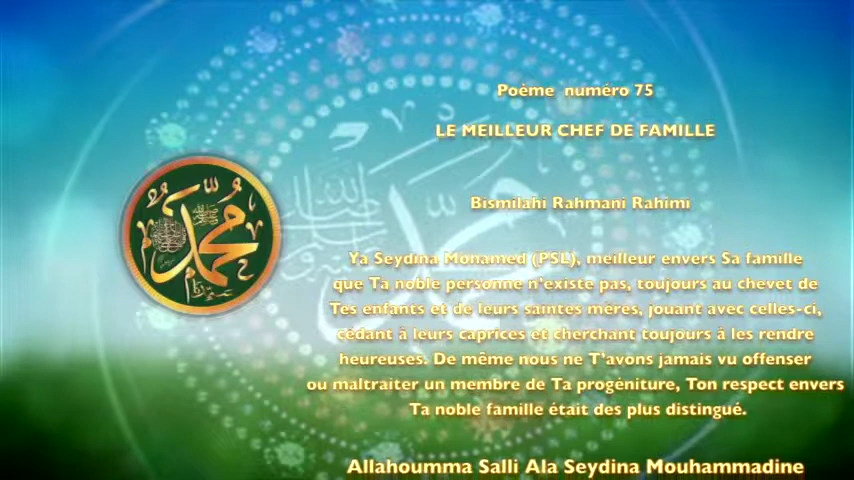 Poème numéro 75
LE MEILLEUR CHEF DE FAMILLE
Bismilahi Rahmani Rahimi
Ya Seydina Mohamed (PSL), meilleur envers Sa famille
que Ta noble personne n'existe pas, toujours au chevet de
Tes enfants et de leurs saintes mères, jouant avec celles-ci,
cédant à leurs caprices et cherchant toujours à les rendre
heureuses. De même nous ne T'avons jamais vu offenser
ou maltraiter un membre de Ta progéniture, Ton respect envers
Ta noble famille était des plus distingué.
Allahoumma Salli Ala Seydina Mouhammadine
محمد